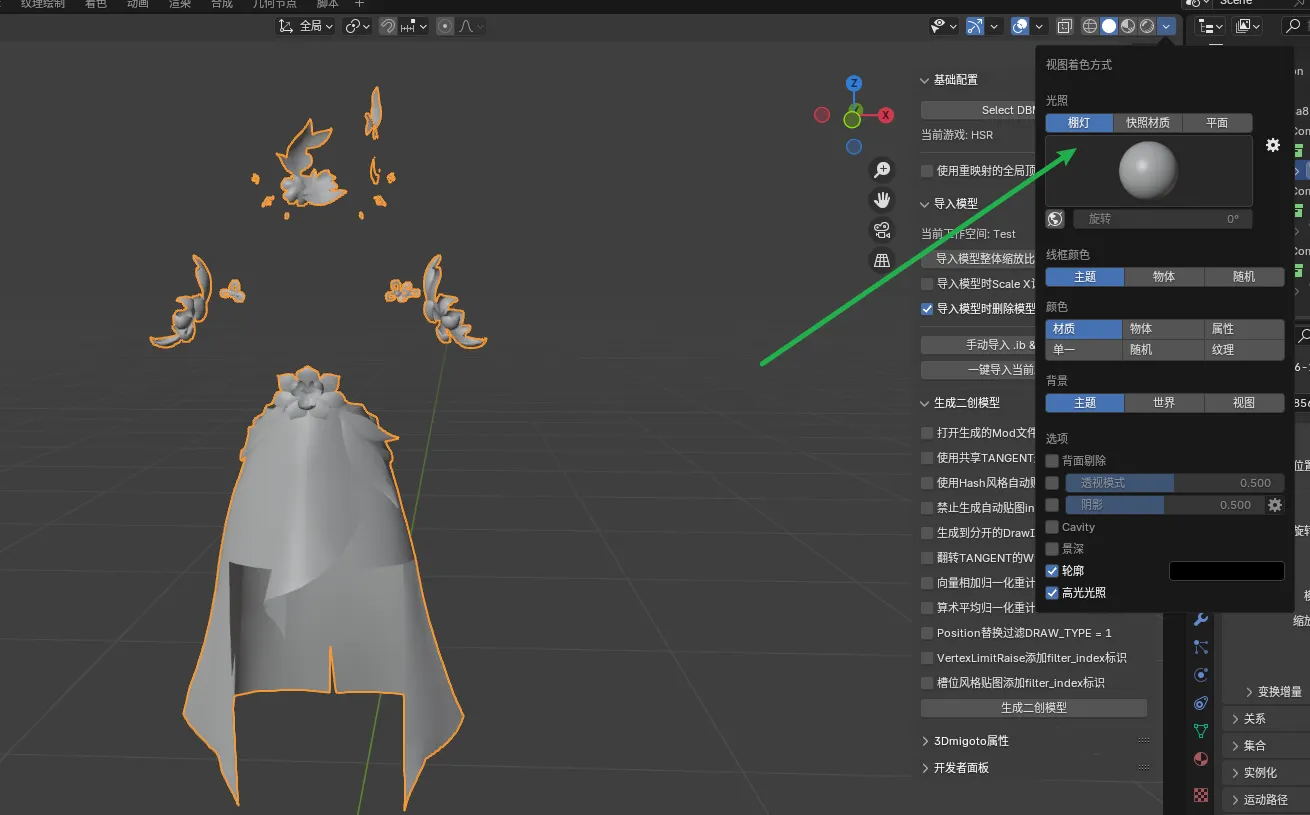 纹理绘制 着色 动画 渲染 合成 几何节点 脚本 +
Scene
全局
Z
X
基础配置
Select DBM
当前游戏: HSR
使用重映射的全局顶
导入模型
当前工作空间: Test
导入模型整体缩放比
导入模型时Scale X
导入模型时删除模型
手动导入 .ib &
一键导入当前
生成二创模型
打开生成的Mod文件
使用共享TANGENT
使用Hash风格自动贴
禁止生成自动贴图in
生成到分开的DrawI
翻转TANGENT的W
向量相加归一化重计
算术平均归一化重计
Position替换过滤DRAW_TYPE = 1
VertexLimitRaise添加filter_index标识
槽位风格贴图添加filter_index标识
生成二创模型
3Dmigoto属性
开发者面板
视图着色方式
光照
棚灯 快照材质 平面
旋转 0°
线框颜色
主题 物体 随机
颜色
材质 物体 属性
单一 随机 纹理
背景
主题 世界 视图
选项
背面剔除
透视模式 0.500
阴影 0.500
Cavity
景深
轮廓
高光光照
变换增量
关系
集合
实例化
运动路径